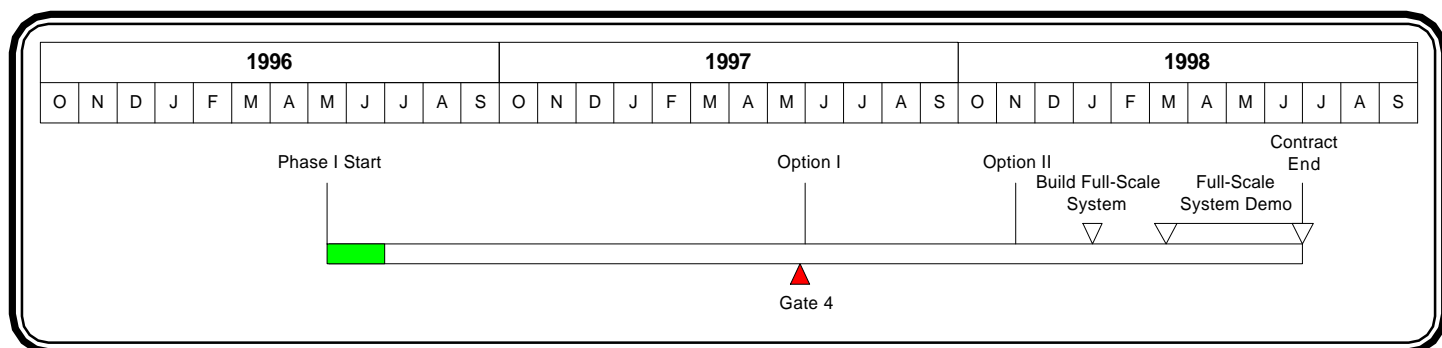 1996 1997 1998
O N D J F M A M J J A S O N D J F M A M J J A S O N D J F M A M J J A S
Phase I Start
Option I
Option II
Build Full-Scale
System
Full-Scale
System Demo
Contract
End
Gate 4